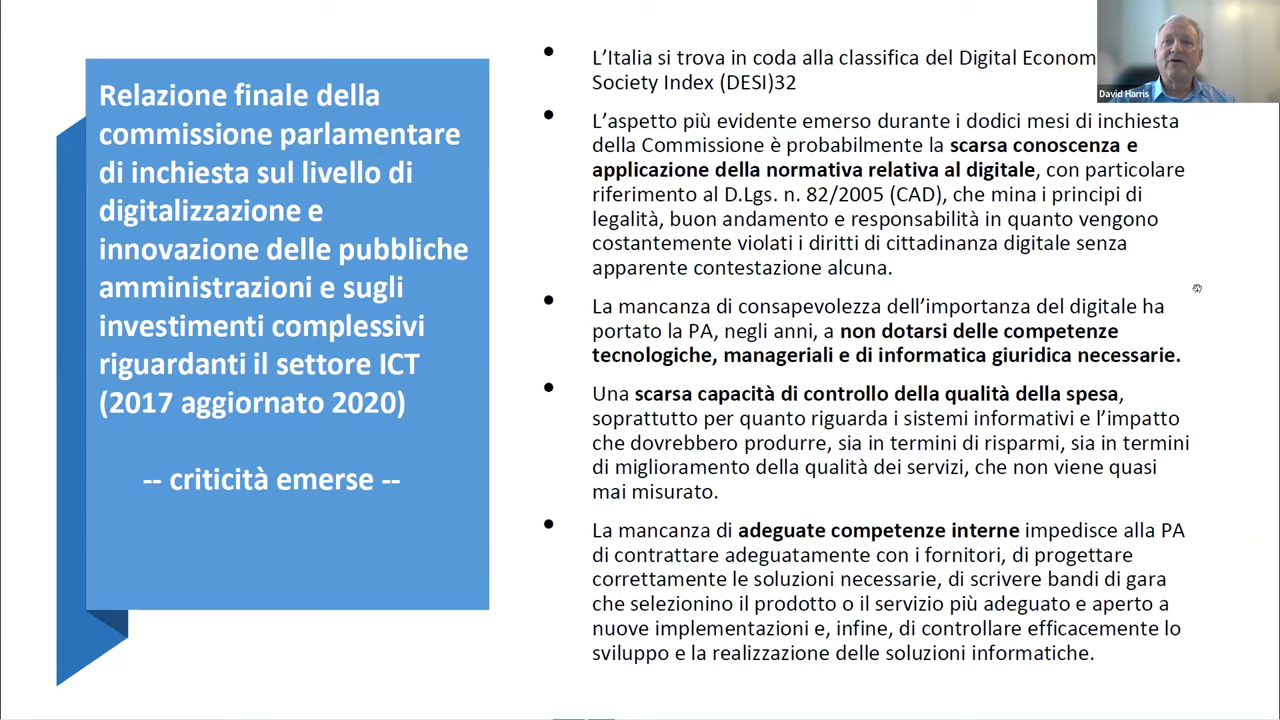 Relazione finale della
commissione parlamentare
di inchiesta sul livello di
digitalizzazione e
innovazione delle pubbliche
amministrazioni e sugli
investimenti complessivi
riguardanti il settore ICT
(2017 aggiornato 2020)
-- criticità emerse --
L’Italia si trova in coda alla classifica del Digital Econom
Society Index (DESI)32
L’aspetto più evidente emerso durante i dodici mesi di inchiesta
della Commissione è probabilmente la scarsa conoscenza e
applicazione della normativa relativa al digitale, con particolare
riferimento al D.Lgs. n. 82/2005 (CAD), che mina i principi di
legalità, buon andamento e responsabilità in quanto vengono
costantemente violati i diritti di cittadinanza digitale senza
apparente contestazione alcuna.
La mancanza di consapevolezza dell’importanza del digitale ha
portato la PA, negli anni, a non dotarsi delle competenze
tecnologiche, manageriali e di informatica giuridica necessarie.
Una scarsa capacità di controllo della qualità della spesa,
soprattutto per quanto riguarda i sistemi informativi e l’impatto
che dovrebbero produrre, sia in termini di risparmi, sia in termini
di miglioramento della qualità dei servizi, che non viene quasi
mai misurato.
La mancanza di adeguate competenze interne impedisce alla PA
di contrattare adeguatamente con i fornitori, di progettare
correttamente le soluzioni necessarie, di scrivere bandi di gara
che selezionino il prodotto o il servizio più adeguato e aperto a
nuove implementazioni e, infine, di controllare efficacemente lo
sviluppo e la realizzazione delle soluzioni informatiche.
David Harris